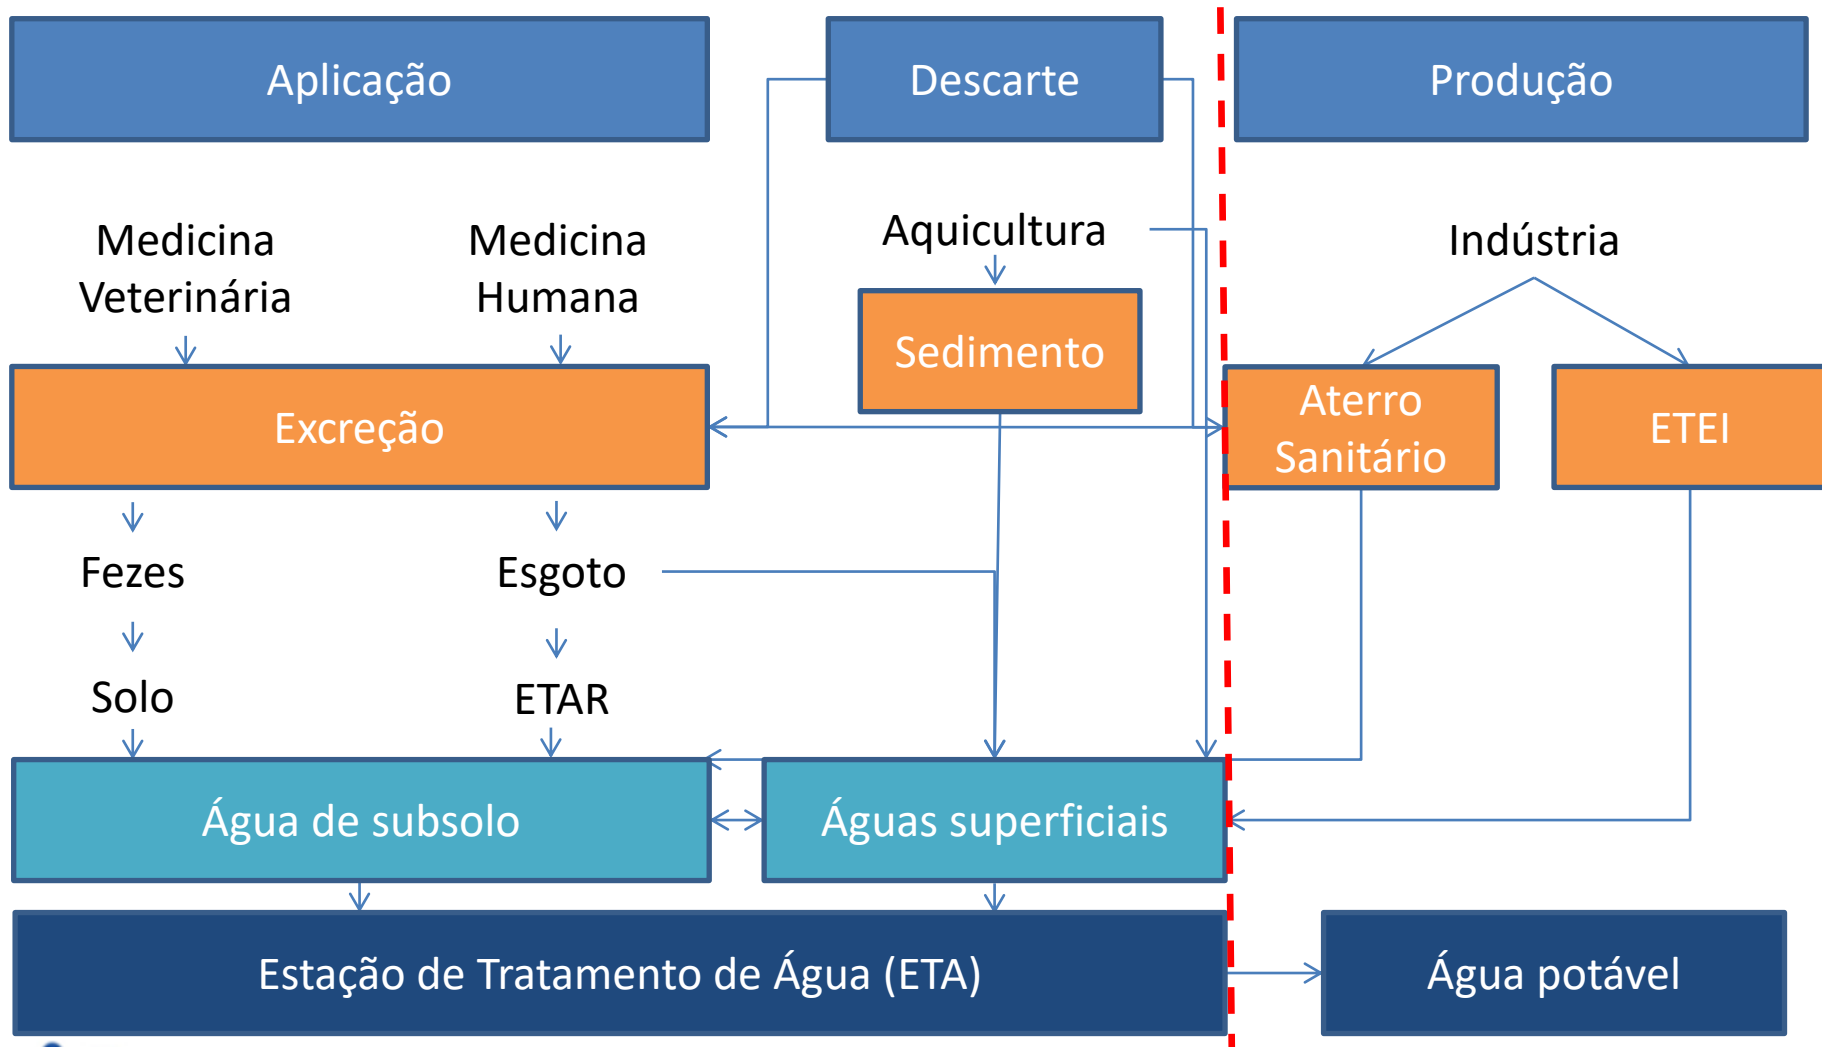 Aplicação
Descarte
Produção
Medicina
Veterinária
Medicina
Humana
Aquicultura
Indústria
Sedimento
Excreção
Aterro
Sanitário
ETEI
Fezes
Esgoto
Solo
ETAR
Água de subsolo
Águas superficiais
Estação de Tratamento de Água (ETA)
Água potável